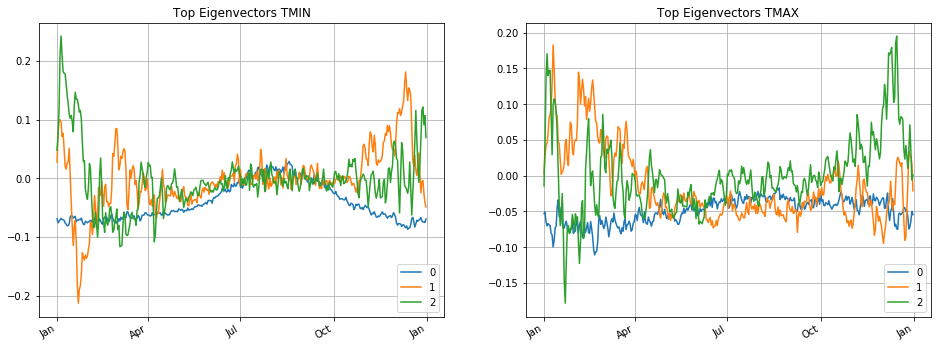 Top Eigenvectors TMIN
0.2
0.1
0.0
−0.1
−0.2
Jan
Apr
Jul
Oct
Jan
0
1
2
Top Eigenvectors TMAX
0.20
0.15
0.10
0.05
0.00
−0.05
−0.10
−0.15
Jan
Apr
Jul
Oct
Jan
0
1
2